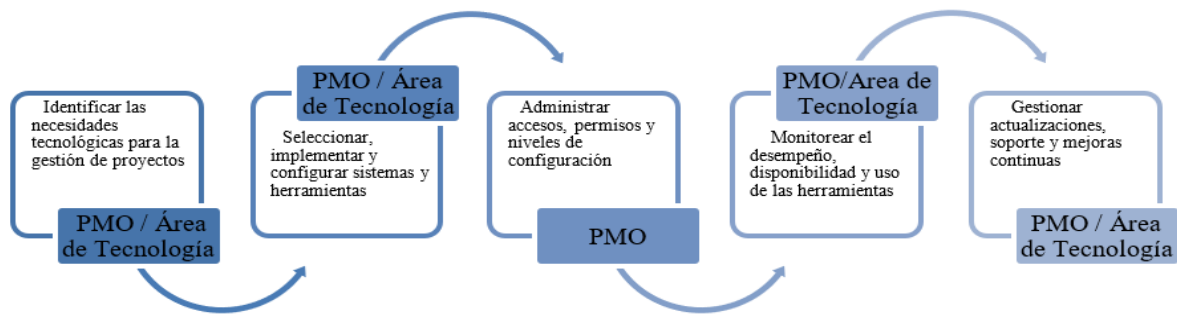 Identificar las
necesidades
tecnológicas para la
gestión de proyectos
PMO / Área
de Tecnología
PMO / Área
de Tecnología
Seleccionar,
implementar y
configurar sistemas y
herramientas
Administrar
accesos, permisos y
niveles de
configuración
PMO
PMO/Area de
Tecnología
Monitorear el
desempeño,
disponibilidad y uso
de las herramientas
Gestionar
actualizaciones,
soporte y mejoras
continuas
PMO / Área
de Tecnología